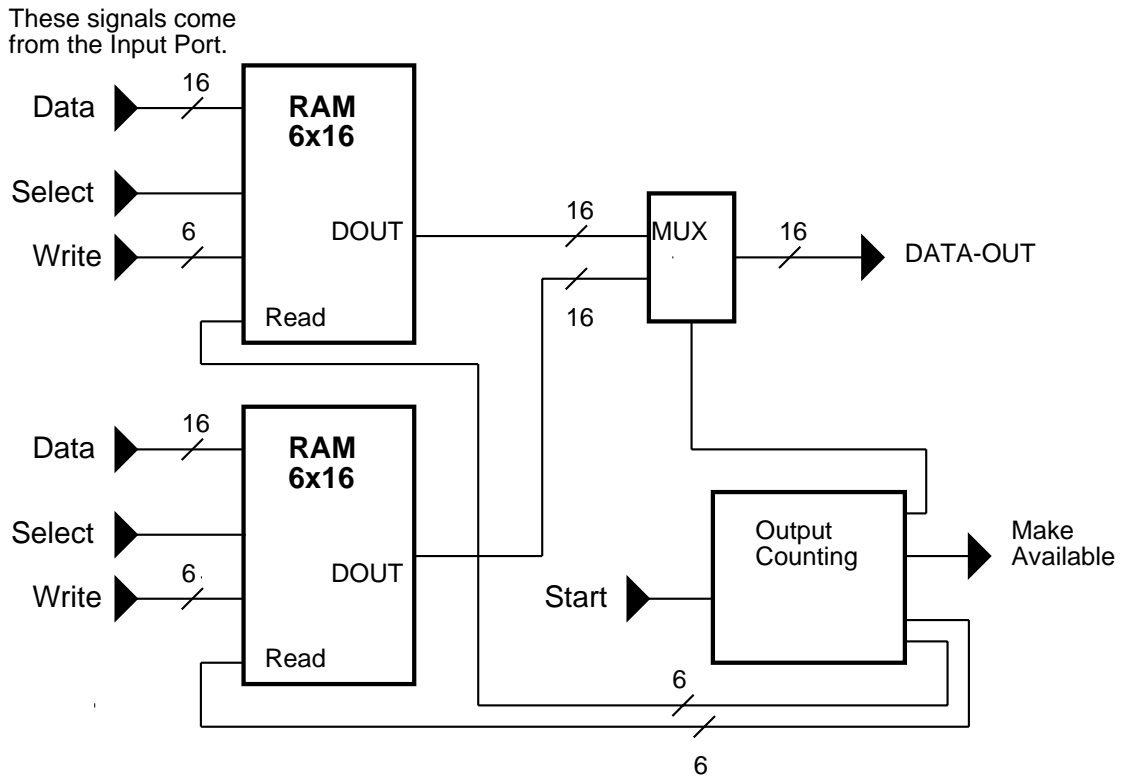 These signals come
from the Input Port.
16
Data
RAM
6x16
Select
6
Write
DOUT
Read
16
MUX
16
DATA-OUT
16
16
Data
RAM
6x16
Select
6
Write
DOUT
Read
Output
Counting
Make
Available
Start
6
6